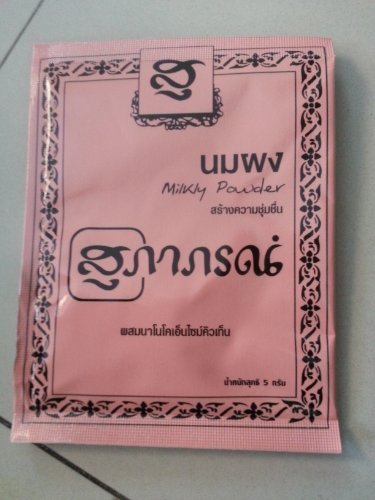 สุ
นมผง
Milkly Powder
สร้างความชุ่มชื่น
สุภาภรณ์
ผสมนาโนโคเอ็นไซม์คิวเท็น
น้ำหนักสุทธิ 5 กรัม